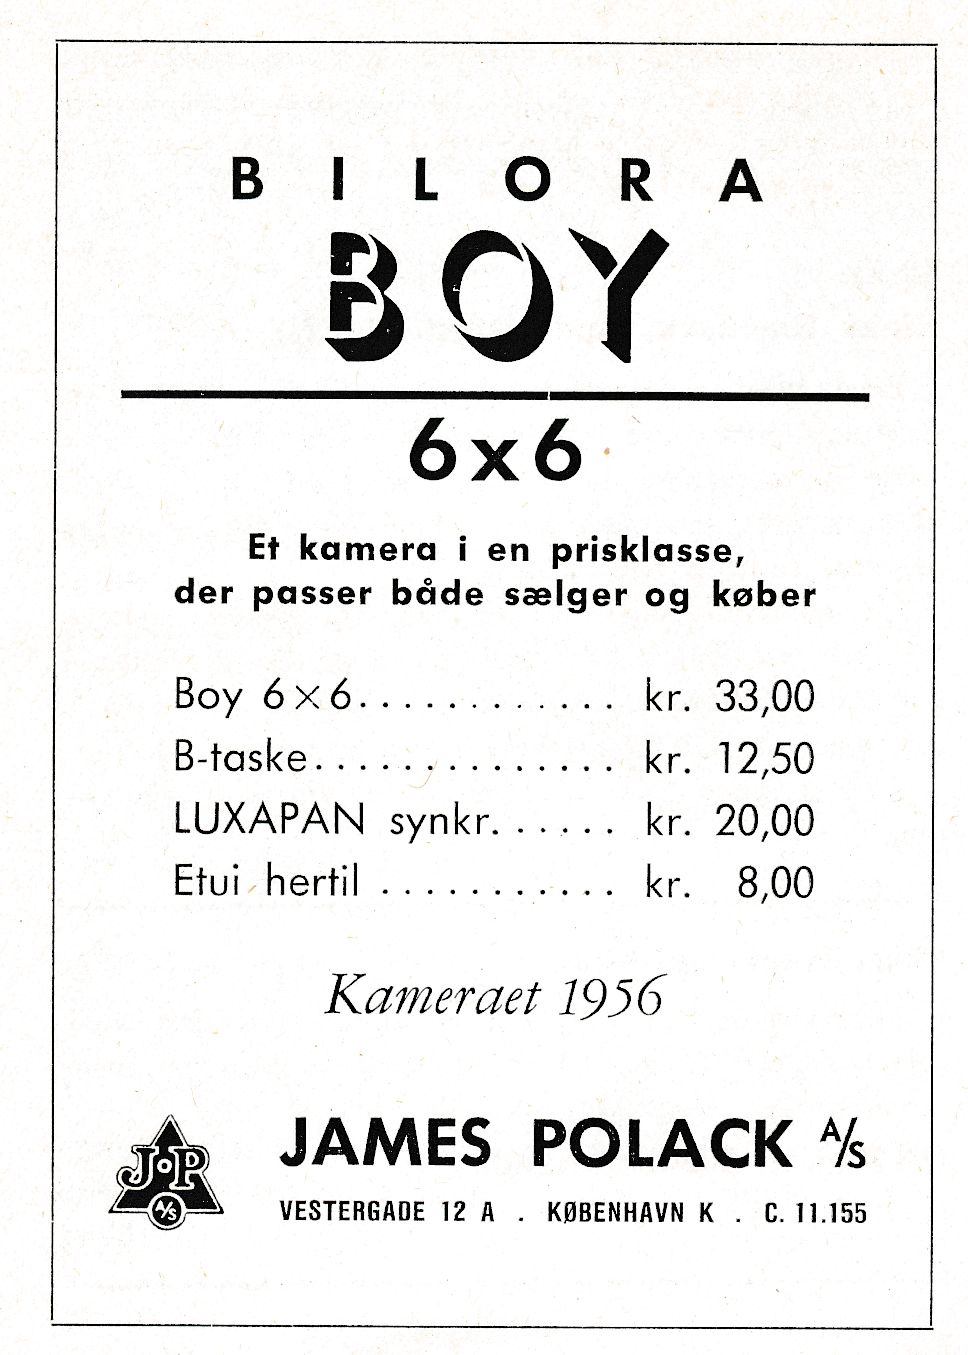 BILORA
BOY
6x6
Et kamera i en prisklasse,
der passer både sælger og køber
Boy 6×6............ kr. 33,00
B-taske.............. kr. 12,50
LUXAPAN synkr...... kr. 20,00
Etui hertil ........... kr. 8,00
Kameraet 1956
JoP
A/S
JAMES POLACK A/S
VESTERGADE 12 A . KØBENHAVN K . C. 11.155